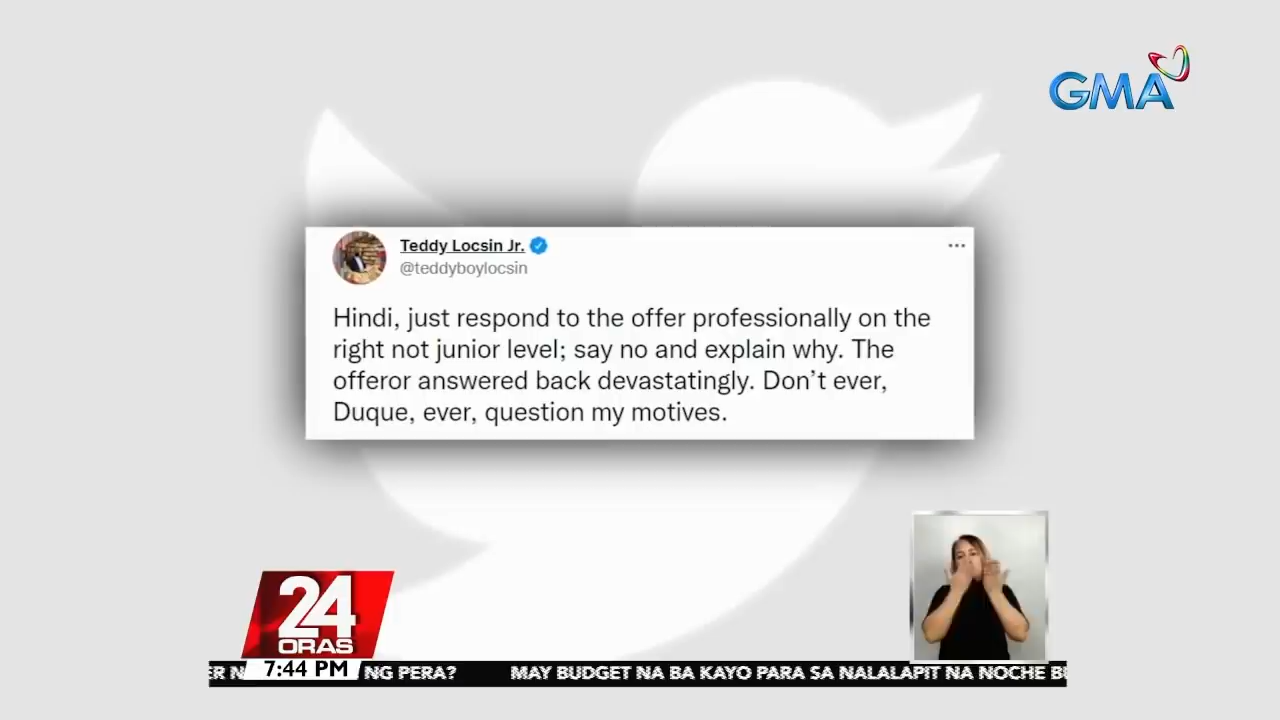 GMA
Teddy Locsin Jr.
@teddyboylocsin
Hindi, just respond to the offer professionally on the
right not junior level; say no and explain why. The
offeror answered back devastatingly. Don't ever,
Duque, ever, question my motives.
24
ORAS
7:44 PM
NG PERA? MAY BUDGET NA BA KAYO PARA SA NALALAPIT NA NOCHE